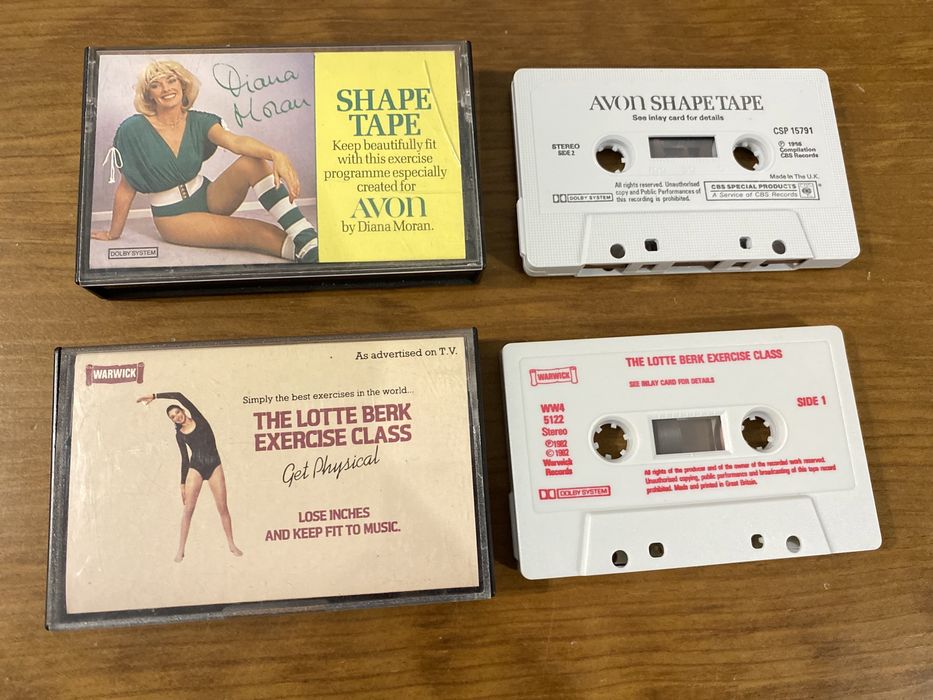 Diana
Moran
SHAPE
TAPE
Keep beautifully fit
with this exercise
programme especially
created for
AVON
by Diana Moran.
DOLBY SYSTEM
AVON SHAPE TAPE
See inlay card for details
CSP 15791
STEREO
SIDE 2
Compilation
CBS Records
Made in The U.K.
DOLBY SYSTEM
All rights reserved. Unauthorised
copy and Public Performances of
this recording is prohibited.
CBS SPECIAL PRODUCTS
A Service of CBS Records
WARWICK
As advertised on T.V.
Simply the best exercises in the world...
THE LOTTE BERK
EXERCISE CLASS
Get Physical
LOSE INCHES
AND KEEP FIT TO MUSIC.
WARWICK
THE LOTTE BERK EXERCISE CLASS
SEE INLAY CARD FOR DETAILS
SIDE 1
WW4
5122
Stereo
℗1982
©1982
Warwick
Records
DOLBY SYSTEM
All rights of the producer and of the owner of the recorded work reserved.
Unauthorised copying, public performance and broadcasting of this tape record
prohibited. Made and printed in Great Britain.